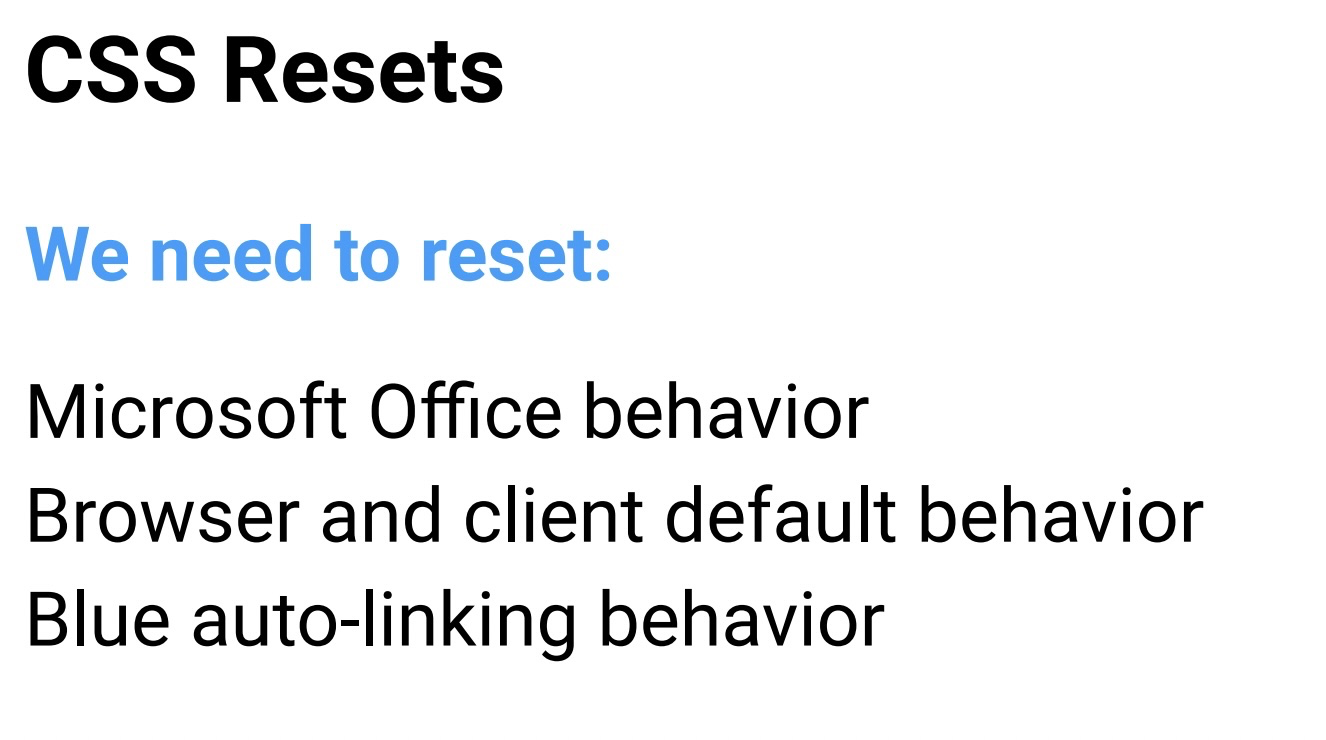 CSS Resets
We need to reset:
Microsoft Office behavior
Browser and client default behavior
Blue auto-linking behavior